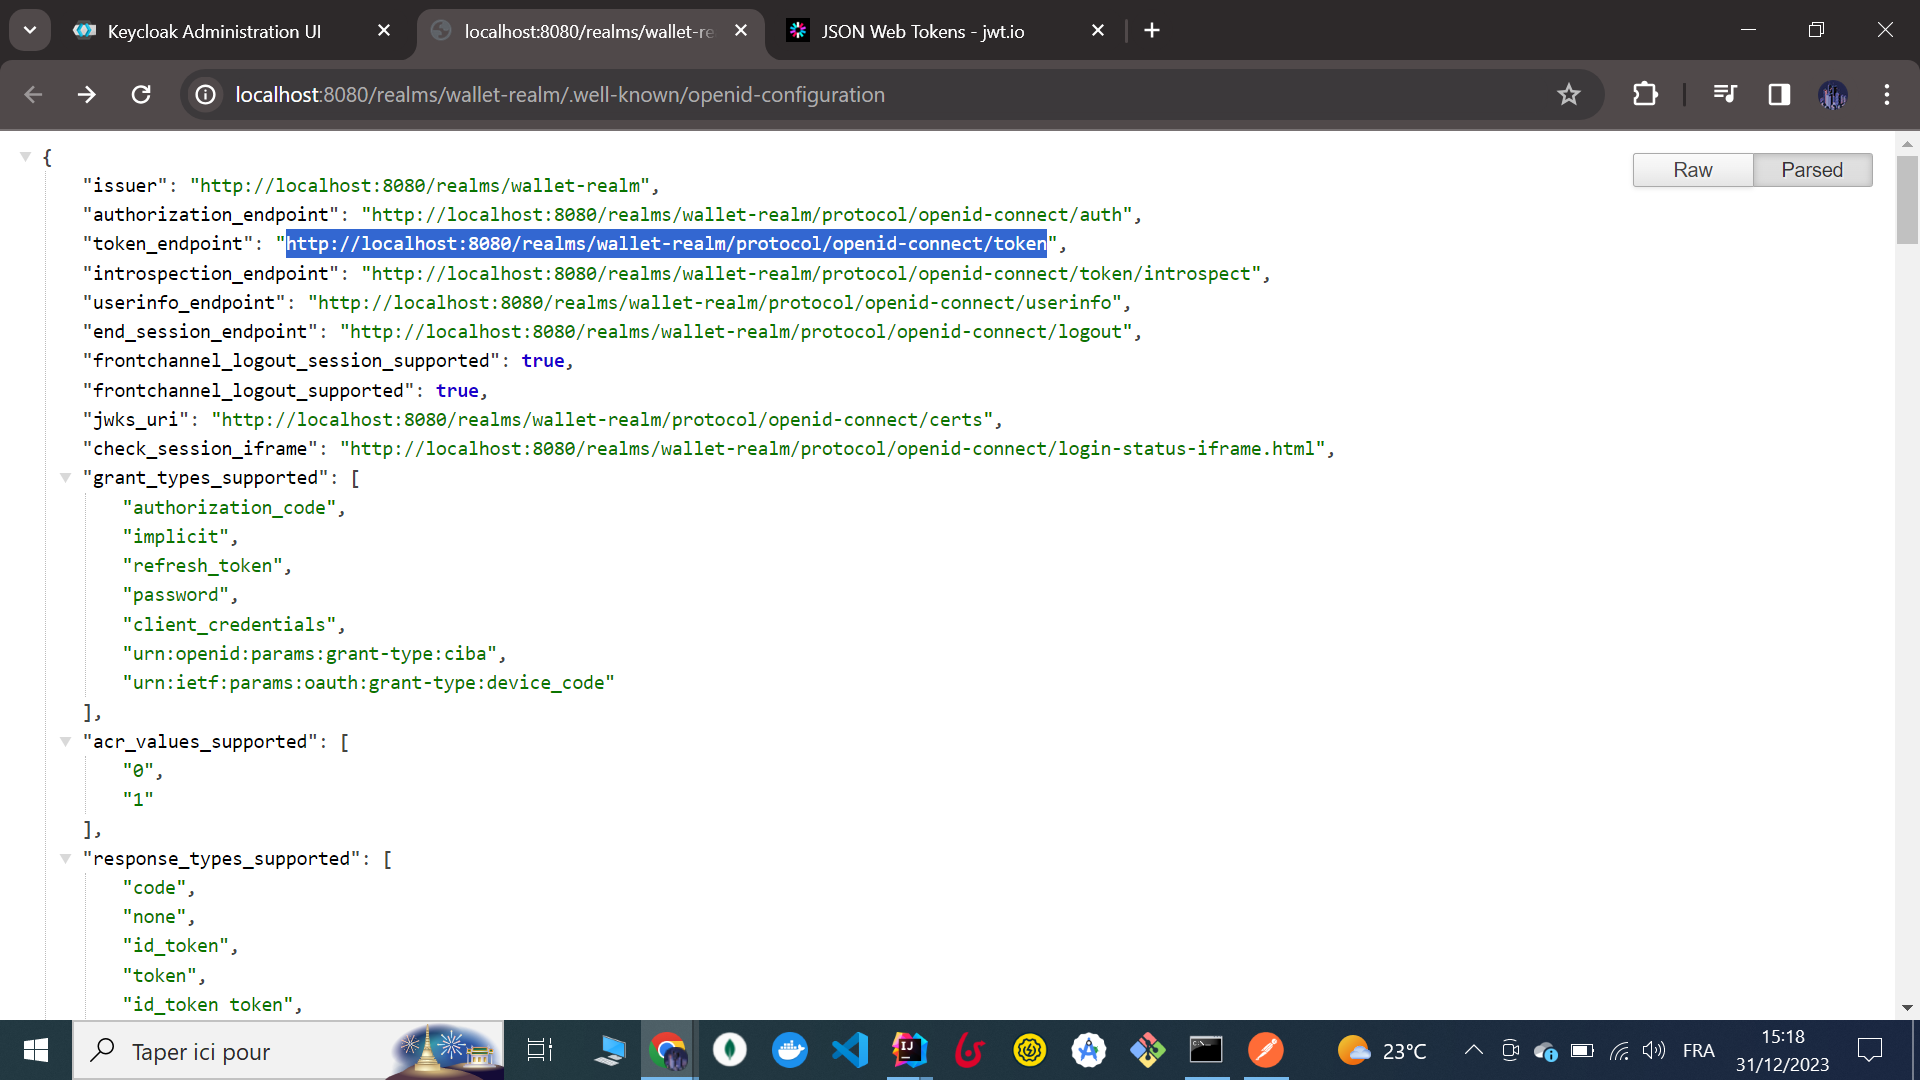 Keycloak Administration UI
localhost:8080/realms/wallet-re
JSON Web Tokens - jwt.io
localhost:8080/realms/wallet-realm/.well-known/openid-configuration
Raw
Parsed
{
"issuer": "http://localhost:8080/realms/wallet-realm",
"authorization_endpoint": "http://localhost:8080/realms/wallet-realm/protocol/openid-connect/auth",
"token_endpoint": "http://localhost:8080/realms/wallet-realm/protocol/openid-connect/token",
"introspection_endpoint": "http://localhost:8080/realms/wallet-realm/protocol/openid-connect/token/introspect",
"userinfo_endpoint": "http://localhost:8080/realms/wallet-realm/protocol/openid-connect/userinfo",
"end_session_endpoint": "http://localhost:8080/realms/wallet-realm/protocol/openid-connect/logout",
"frontchannel_logout_session_supported": true,
"frontchannel_logout_supported": true,
"jwks_uri": "http://localhost:8080/realms/wallet-realm/protocol/openid-connect/certs",
"check_session_iframe": "http://localhost:8080/realms/wallet-realm/protocol/openid-connect/login-status-iframe.html",
"grant_types_supported": [
"authorization_code",
"implicit",
"refresh_token",
"password",
"client_credentials",
"urn:openid:params:grant-type:ciba",
"urn:ietf:params:oauth:grant-type:device_code"
],
"acr_values_supported": [
"0",
"1"
],
"response_types_supported": [
"code",
"none",
"id_token",
"token",
"id_token token",
Taper ici pour
23°C
FRA
15:18
31/12/2023